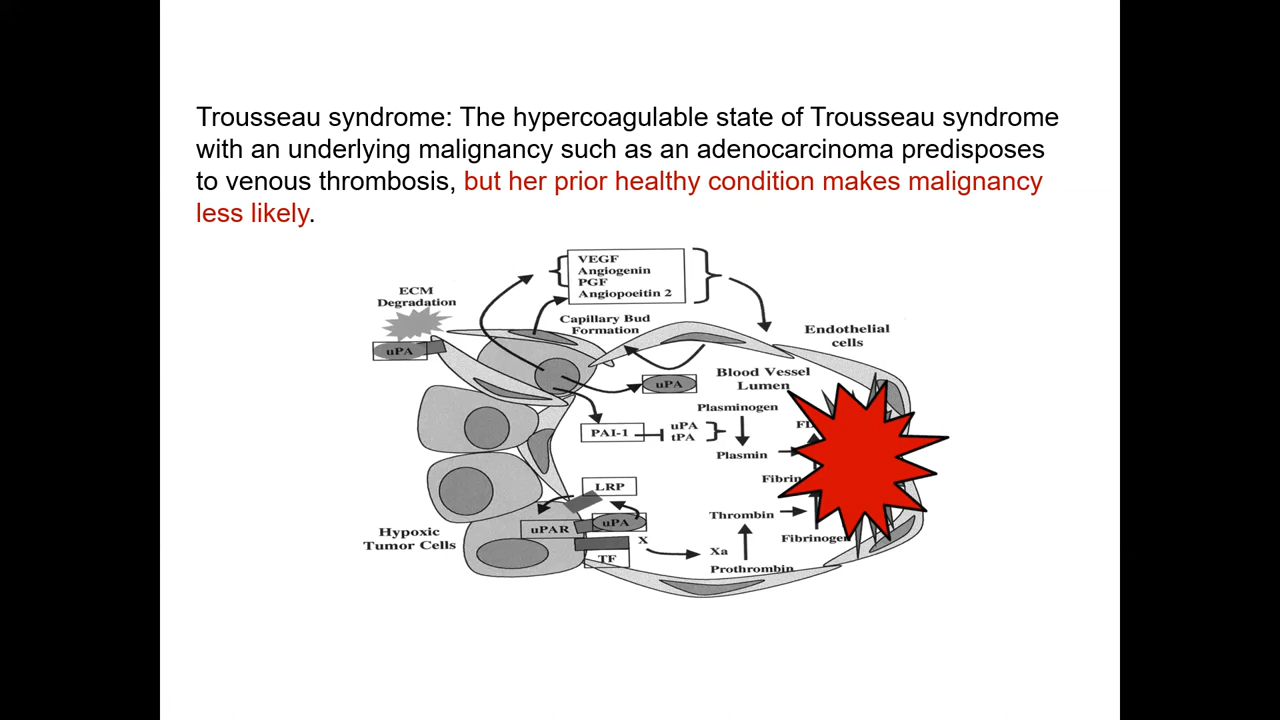 Trousseau syndrome: The hypercoagulable state of Trousseau syndrome
with an underlying malignancy such as an adenocarcinoma predisposes
to venous thrombosis, but her prior healthy condition makes malignancy
less likely.
VEGF
Angiogenin
PGF
Angiopoeitin 2
ECM
Degradation
Capillary Bud
Formation
Endothelial
cells
uPA
uPA
Blood Vessel
Lumen
Plasminogen
PAI-1
uPA
tPA
Plasmin
Fibrin
LRP
uPAR
uPA
Thrombin
Hypoxic
Tumor Cells
X
Fibrinogen
TF
Xa
Prothrombin